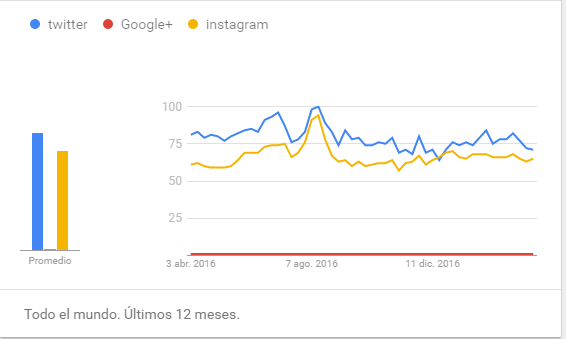 twitter Google+ instagram
100
75
50
25
Promedio
3 abr. 2016 7 ago. 2016 11 dic. 2016
Todo el mundo. Últimos 12 meses.